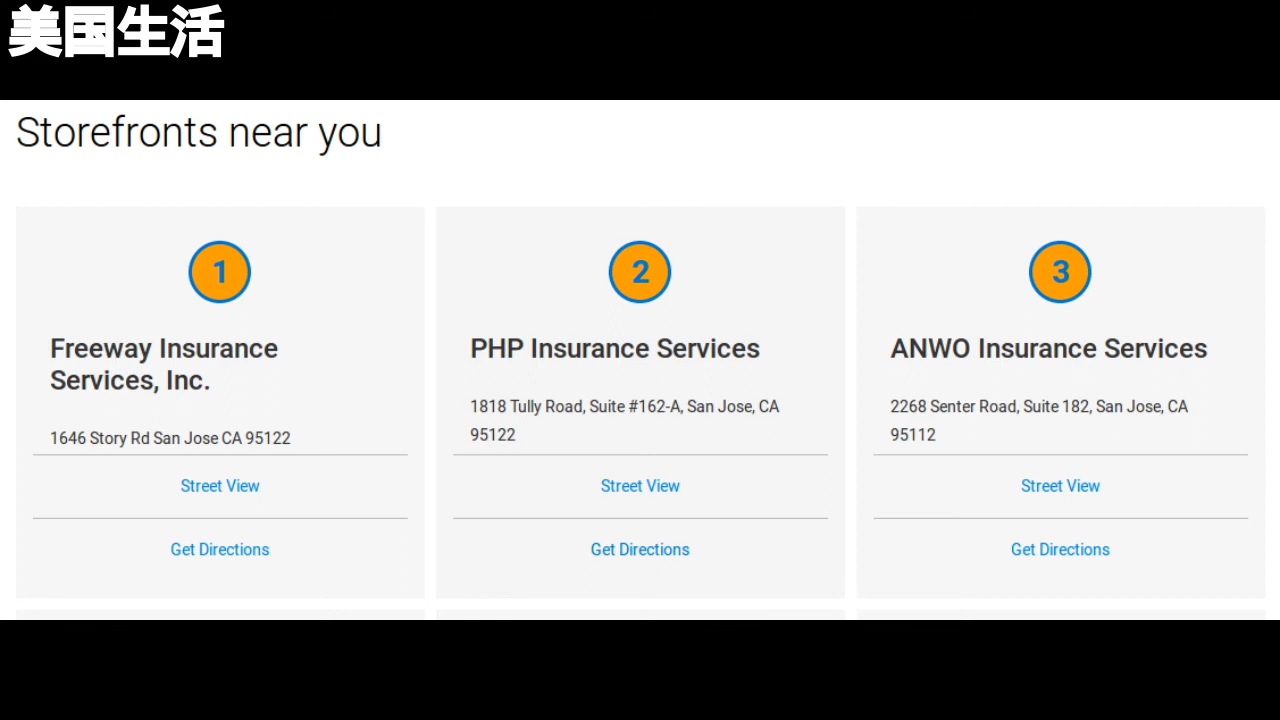 美国生活
Storefronts near you
1
Freeway Insurance
Services, Inc.
1646 Story Rd San Jose CA 95122
Street View
Get Directions
2
PHP Insurance Services
1818 Tully Road, Suite #162-A, San Jose, CA
95122
Street View
Get Directions
3
ANWO Insurance Services
2268 Senter Road, Suite 182, San Jose, CA
95112
Street View
Get Directions